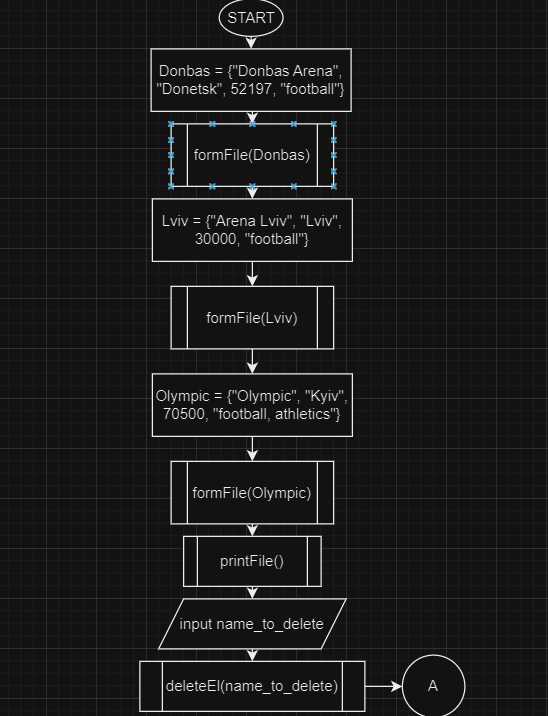 START
Donbas = {"Donbas Arena",
"Donetsk", 52197, "football"}
formFile(Donbas)
Lviv = {"Arena Lviv", "Lviv",
30000, "football"}
formFile(Lviv)
Olympic = {"Olympic", "Kyiv",
70500, "football, athletics"}
formFile(Olympic)
printFile()
input name_to_delete
deleteEl(name_to_delete)
A